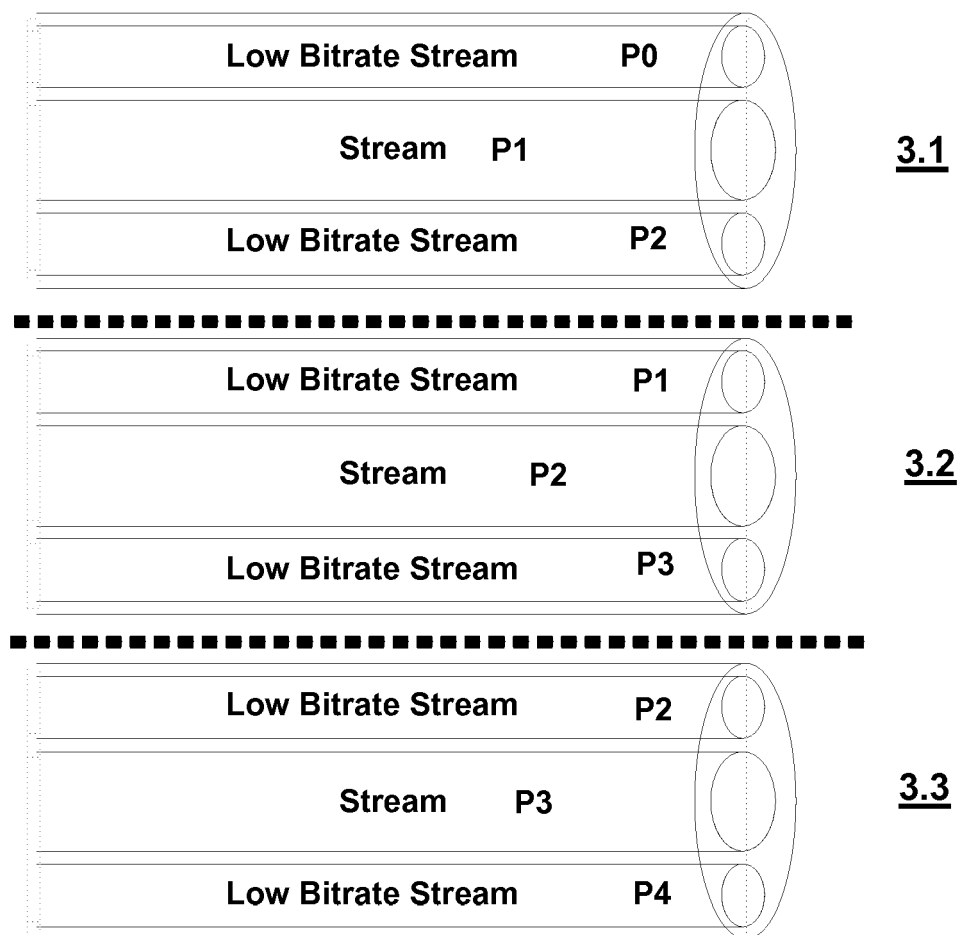 Low Bitrate Stream P0
Stream P1
3.1
Low Bitrate Stream P2
Low Bitrate Stream P1
Stream P2
3.2
Low Bitrate Stream P3
Low Bitrate Stream P2
Stream P3
3.3
Low Bitrate Stream P4